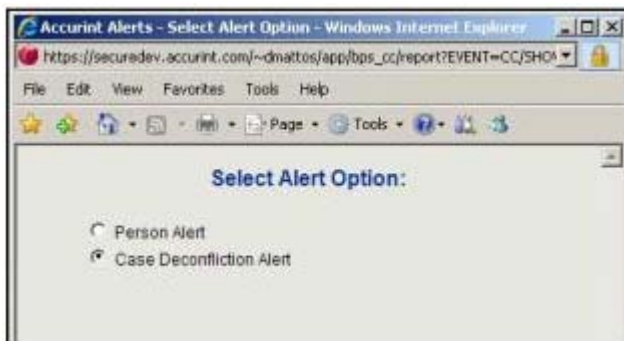 Accurint Alerts - Select Alert Option - Windows Internet Explorer
https://securedev.accurint.com/~dmattos/app/bps_cc/report?EVENT=CC/SHOW
File Edit View Favorites Tools Help
Page Tools
Select Alert Option:
Person Alert
Case Deconfliction Alert